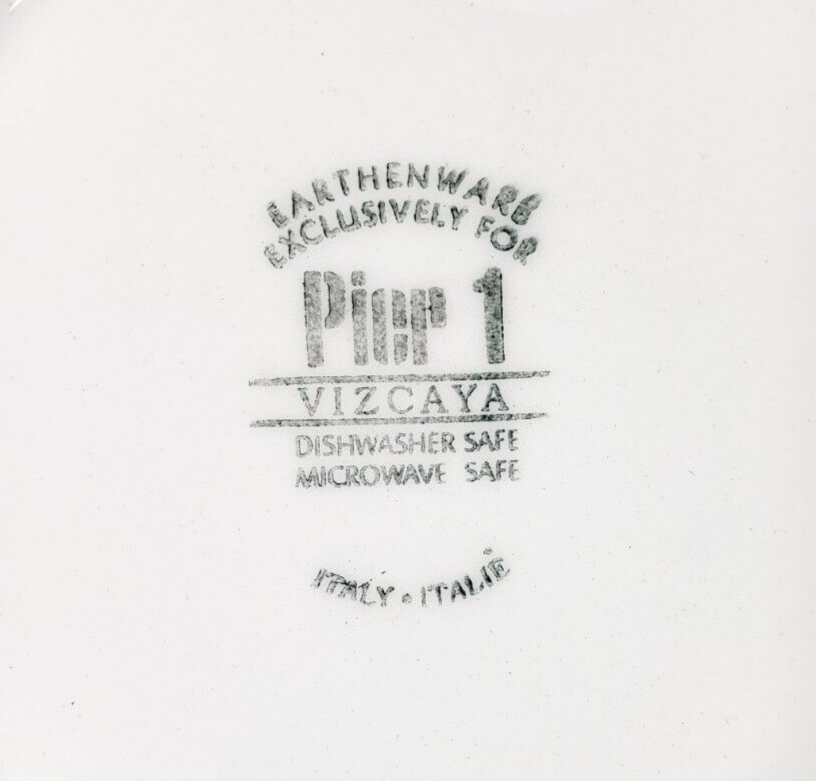 EARTHENWARE
EXCLUSIVELY FOR
Pier 1
VIZCAYA
DISHWASHER SAFE
MICROWAVE SAFE
ITALY • ITALIE